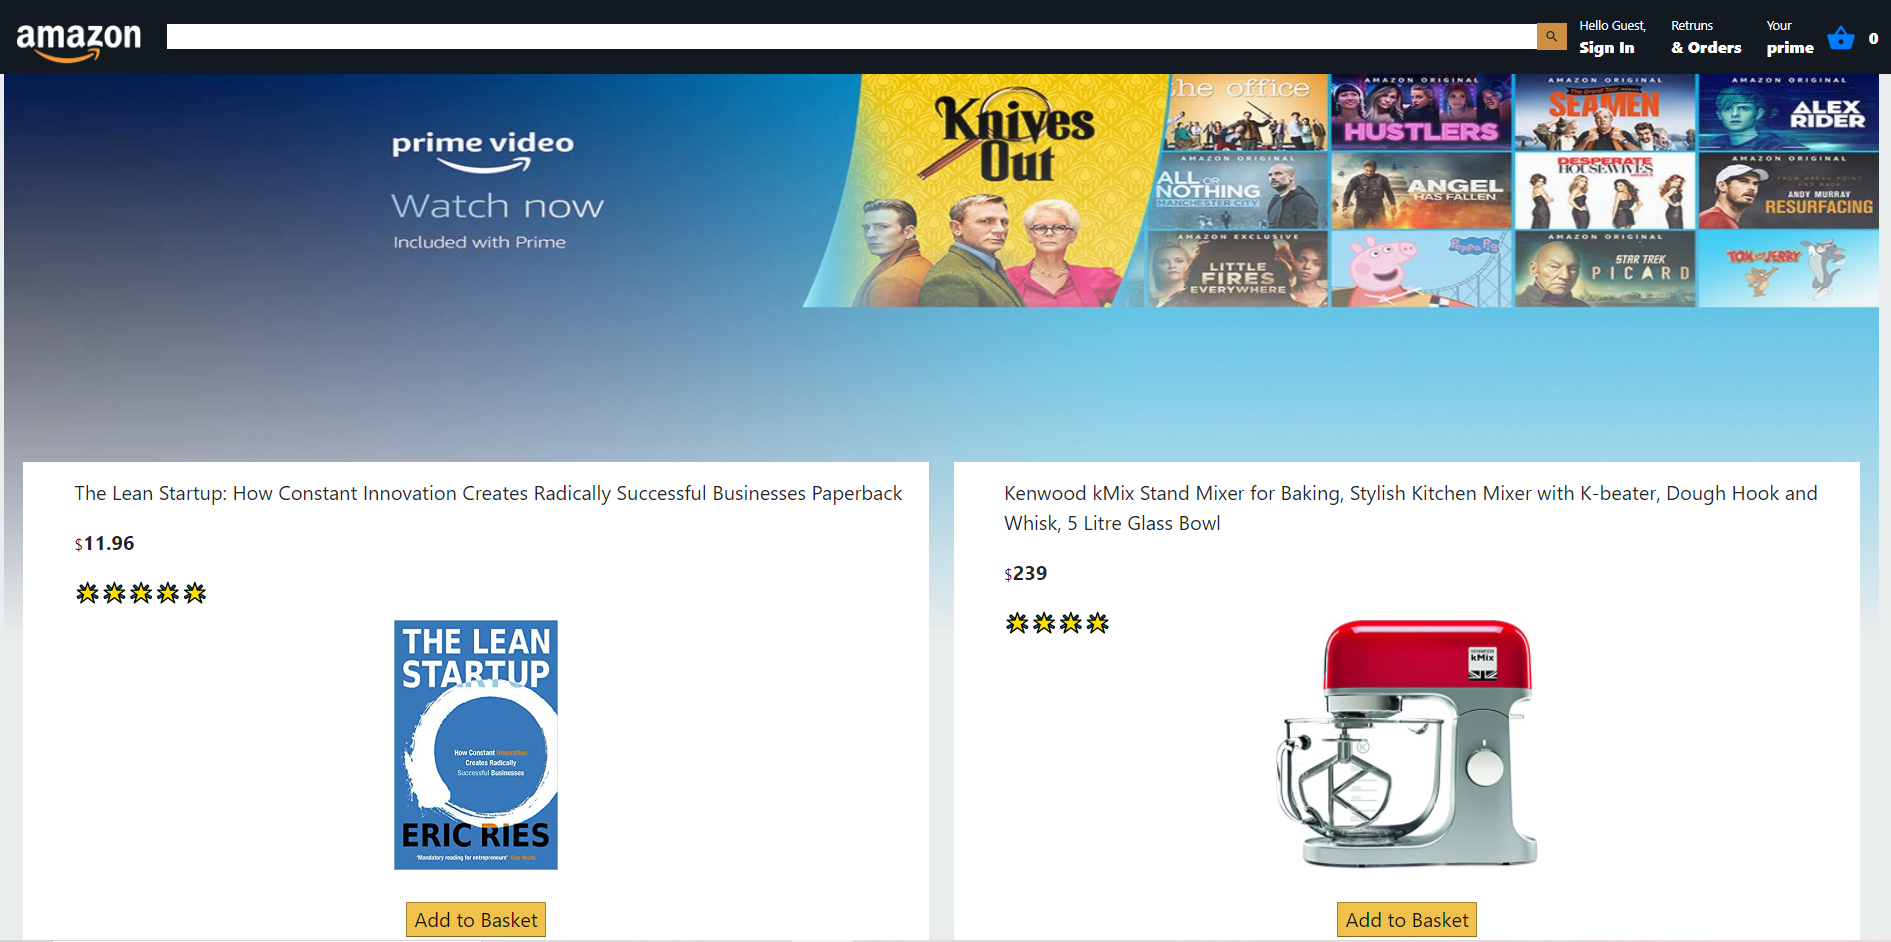 amazon
Hello Guest,
Sign In
Retruns
& Orders
Your
prime
0
prime video
Watch now
Included with Prime
Knives
Out
he office
AMAZON ORIGINAL
HUSTLERS
AMAZON ORIGINAL
SEAMEN
AMAZON ORIGINAL
ALEX
RIDER
AMAZON ORIGINAL
ALL OR
NOTHING
MANCHESTER CITY
ANGEL
HAS FALLEN
DESPERATE
HOUSEWIVES
AMAZON ORIGINAL
ANDY MURRAY
RESURFACING
AMAZON EXCLUSIVE
LITTLE
FIRES
EVERYWHERE
Peppa Pig
AMAZON ORIGINAL
STAR TREK
PICARD
TOM and JERRY
The Lean Startup: How Constant Innovation Creates Radically Successful Businesses Paperback
$11.96
THE LEAN
STARTUP
How Constant Innovation
Creates Radically
Successful Businesses
ERIC RIES
'Mandatory reading for entrepreneurs' Dan Heath
Add to Basket
Kenwood kMix Stand Mixer for Baking, Stylish Kitchen Mixer with K-beater, Dough Hook and
Whisk, 5 Litre Glass Bowl
$239
KENWOOD
kMix
K
Add to Basket